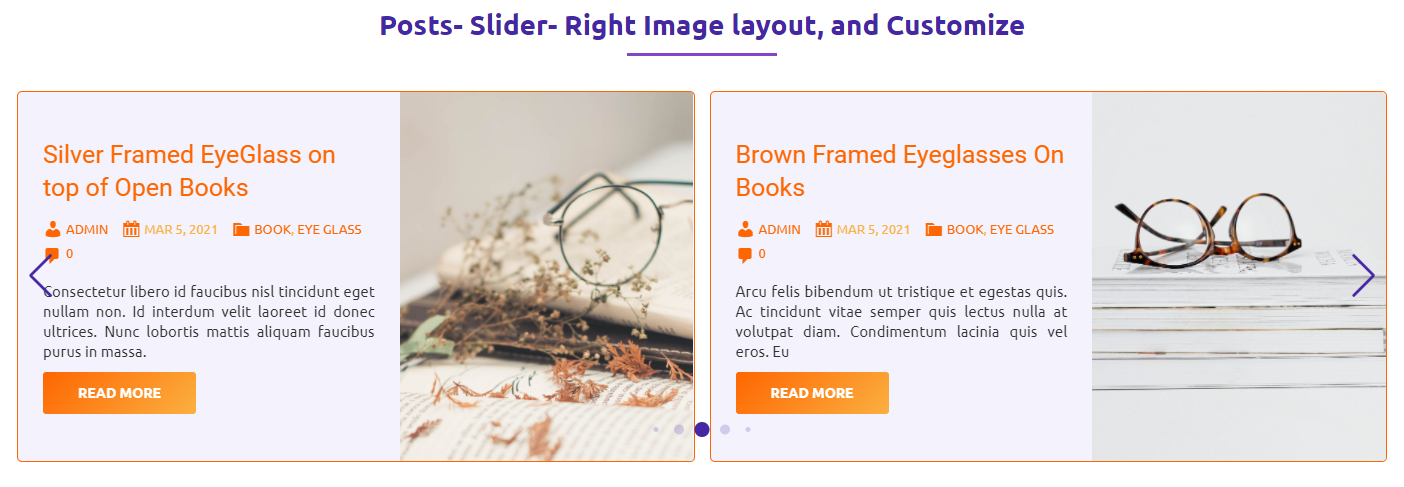 Posts- Slider- Right Image layout, and Customize
Silver Framed EyeGlass on
top of Open Books
ADMIN MAR 5, 2021 BOOK, EYE GLASS
0
Consectetur libero id faucibus nisl tincidunt eget
nullam non. Id interdum velit laoreet id donec
ultrices. Nunc lobortis mattis aliquam faucibus
purus in massa.
READ MORE
Brown Framed Eyeglasses On
Books
ADMIN MAR 5, 2021 BOOK, EYE GLASS
0
Arcu felis bibendum ut tristique et egestas quis.
Ac tincidunt vitae semper quis lectus nulla at
volutpat diam. Condimentum lacinia quis vel
eros. Eu
READ MORE